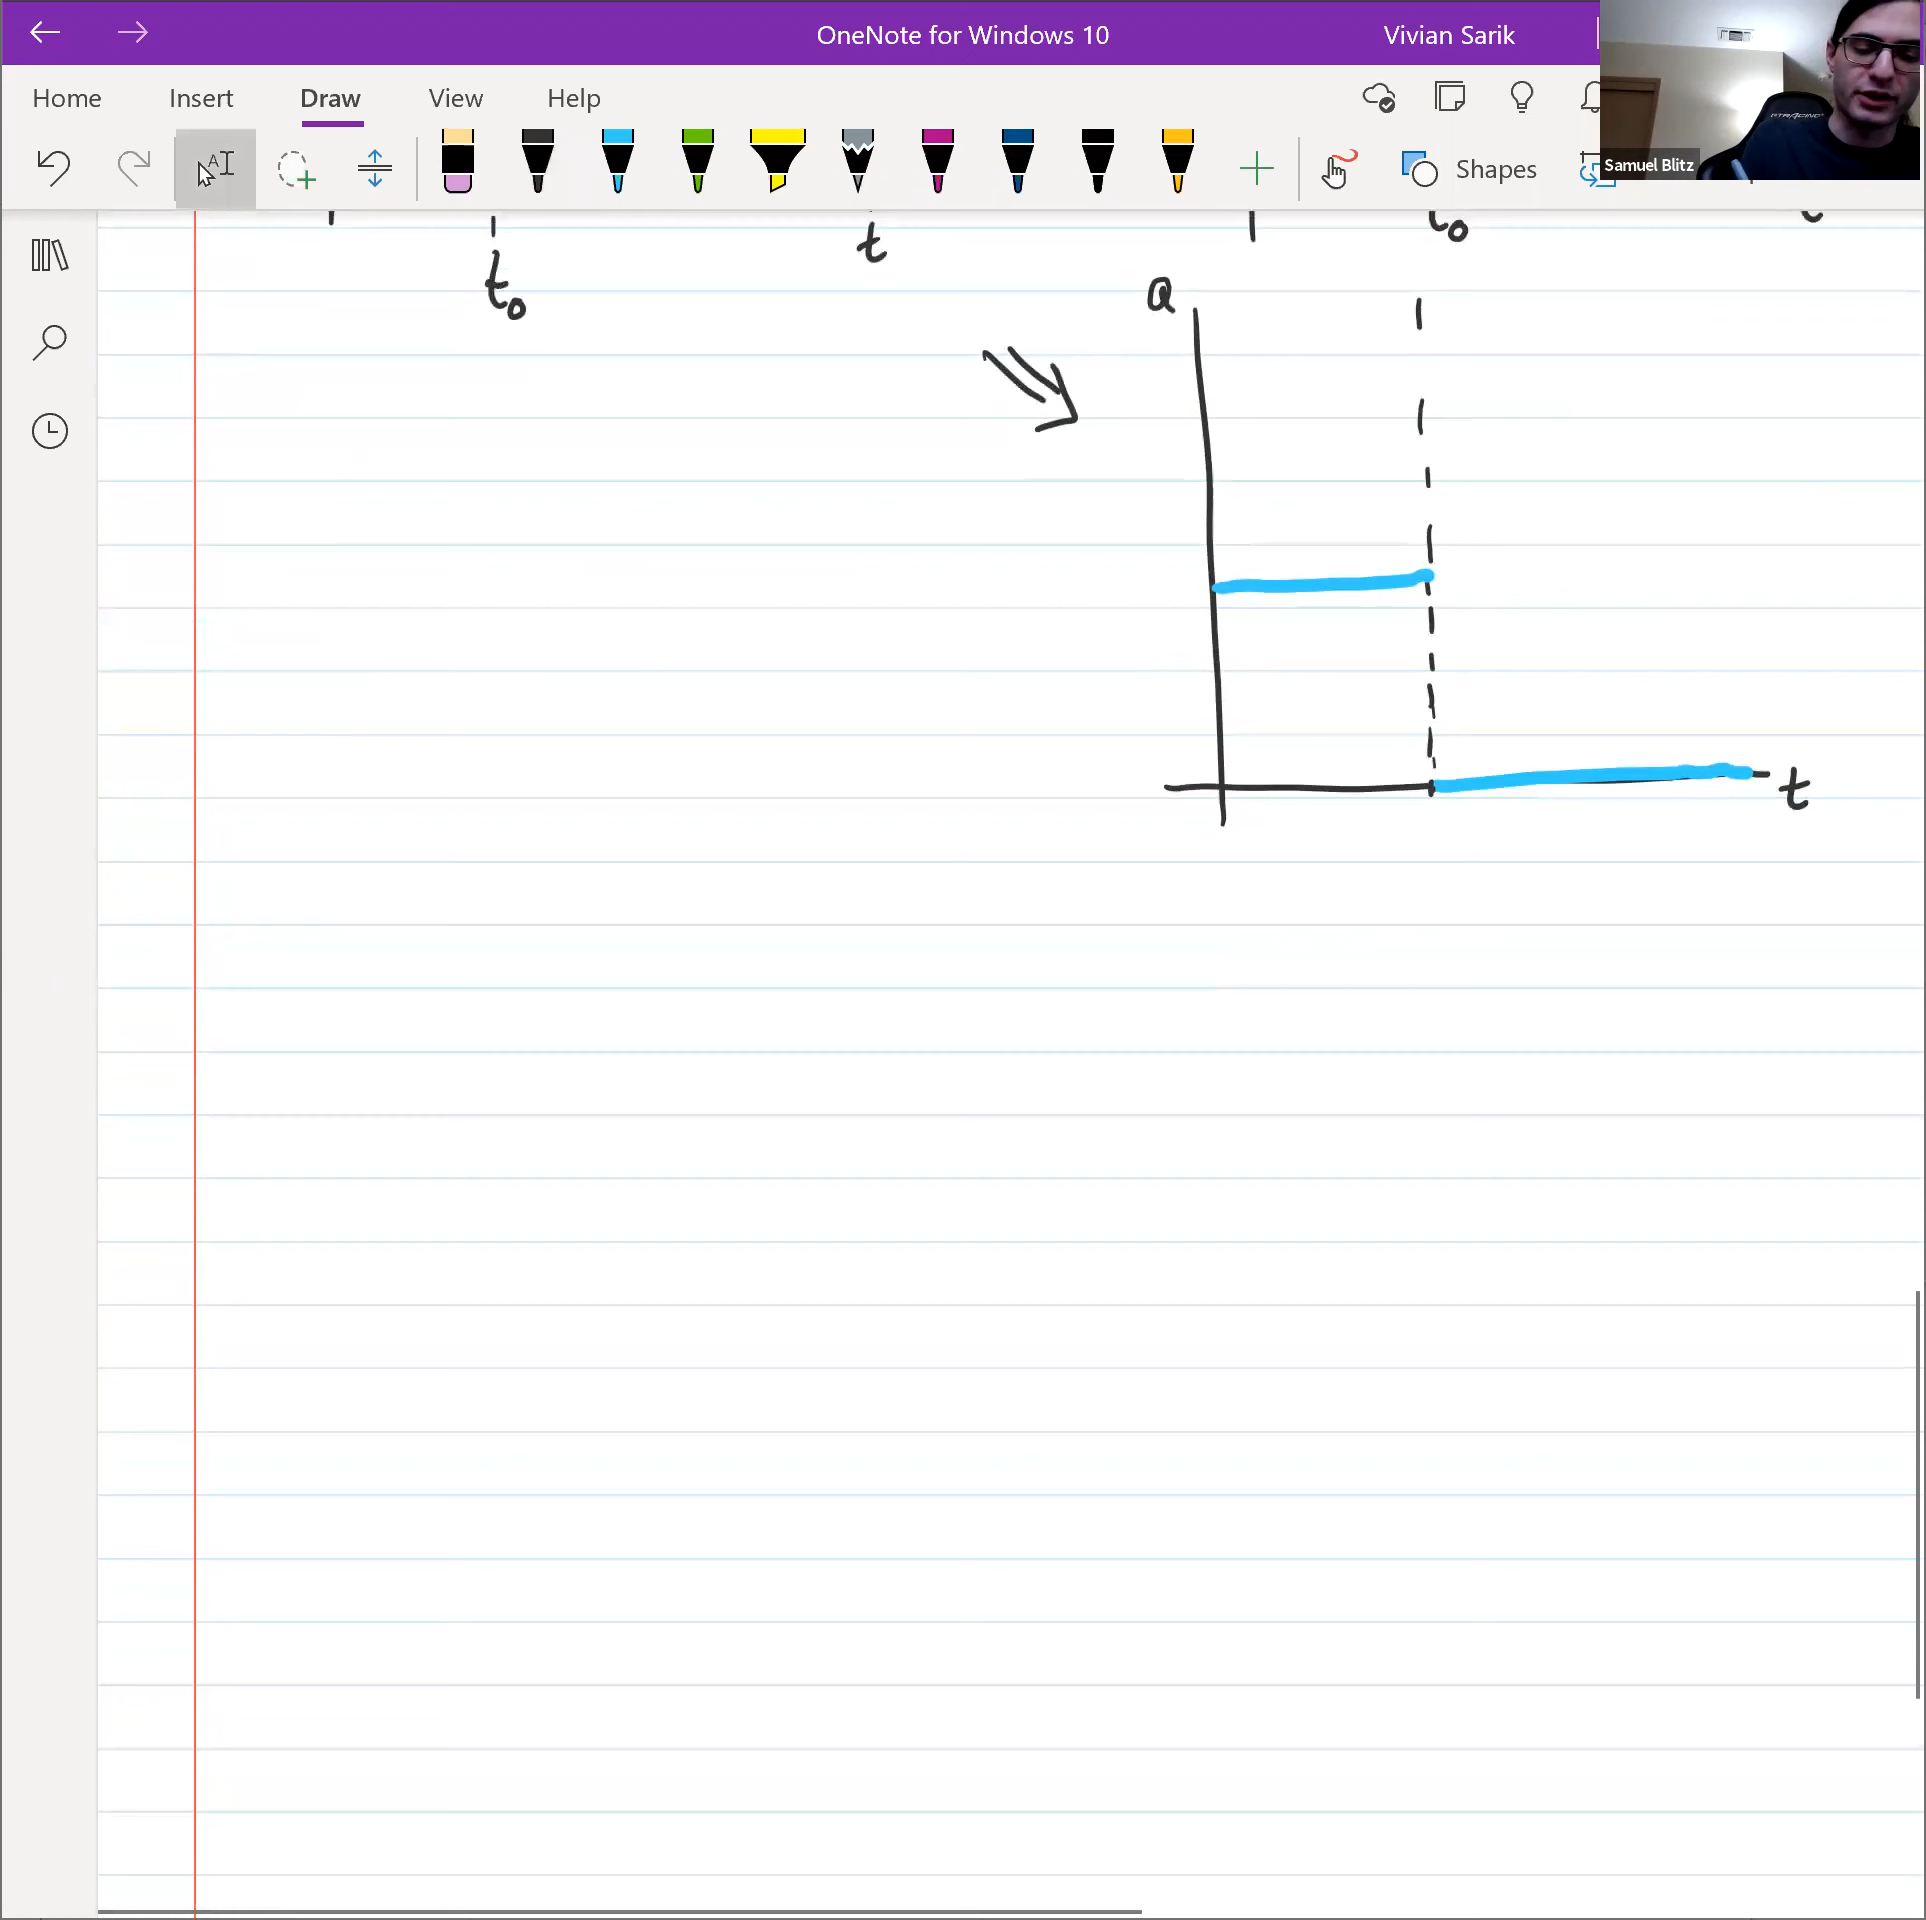 OneNote for Windows 10
Vivian Sarik
Home Insert Draw View Help
Shapes
Samuel Blitz
t₀
t
t₀
a
t